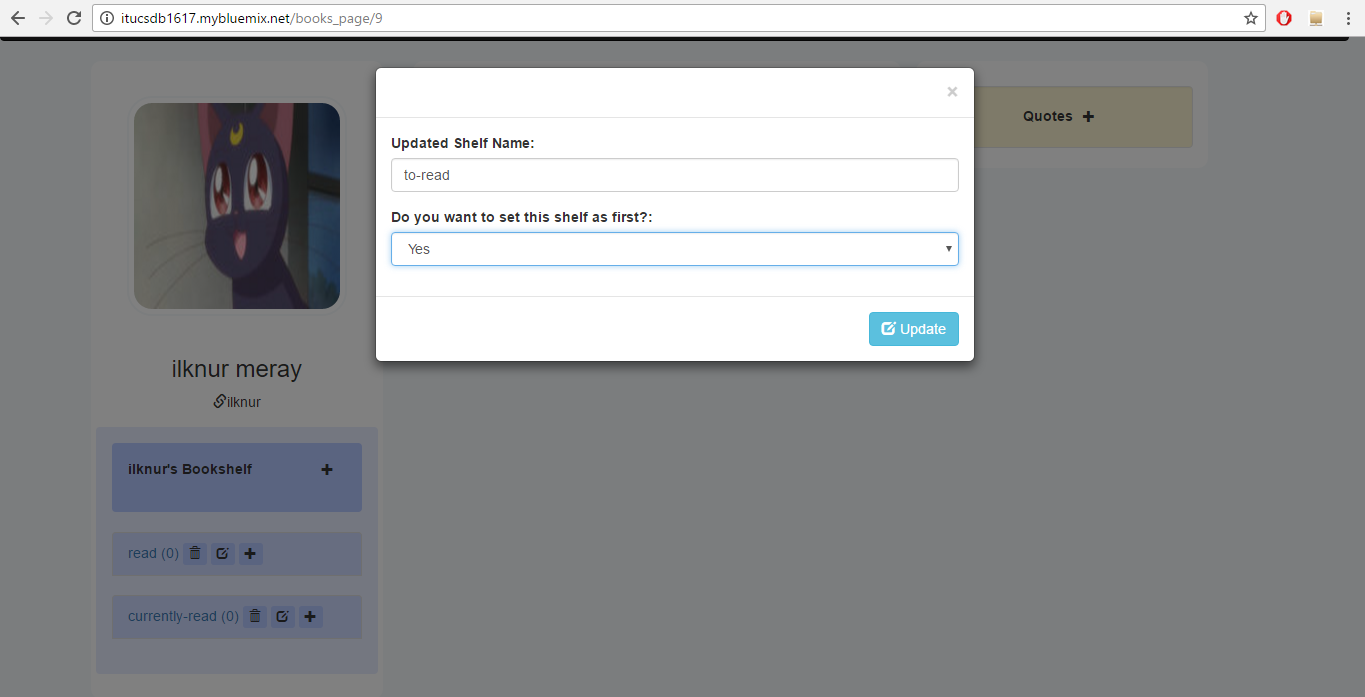 itucsdb1617.mybluemix.net/books_page/9
×
Updated Shelf Name:
to-read
Do you want to set this shelf as first?:
Yes
Update
Quotes
ilknur meray
ilknur
ilknur's Bookshelf
read (0)
currently-read (0)